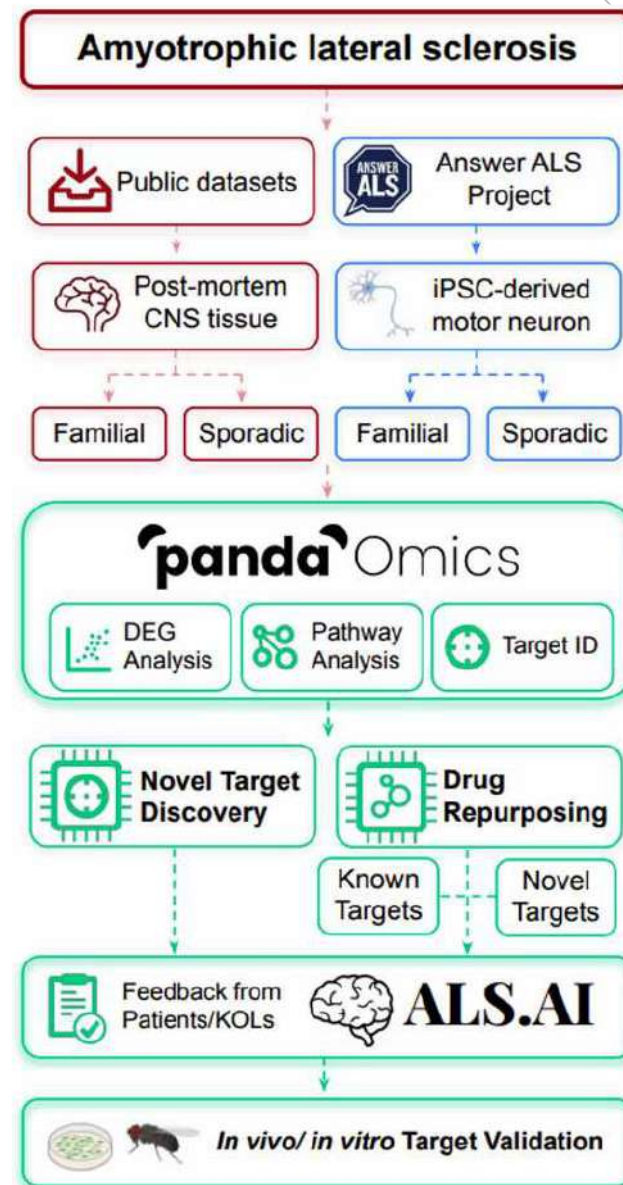 Amyotrophic lateral sclerosis
Public datasets
ANSWER
ALS
Answer ALS
Project
Post-mortem
CNS tissue
iPSC-derived
motor neuron
Familial
Sporadic
Familial
Sporadic
panda Omics
DEG
Analysis
Pathway
Analysis
Target ID
Novel Target
Discovery
Drug
Repurposing
Known
Targets
Novel
Targets
Feedback from
Patients/KOLs
ALS.AI
In vivo/ in vitro Target Validation